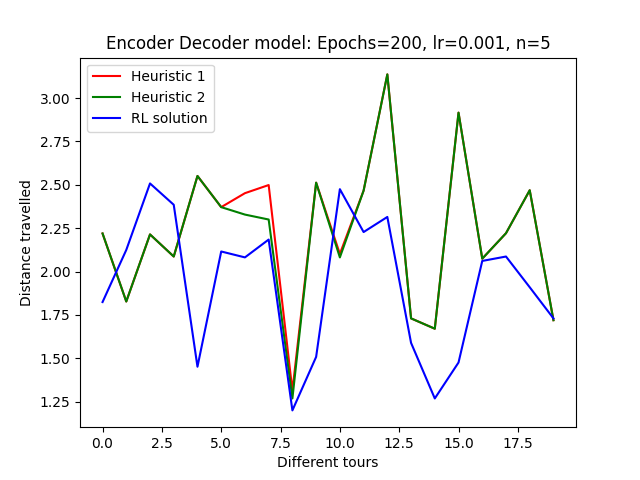 Encoder Decoder model: Epochs=200, lr=0.001, n=5
Heuristic 1
Heuristic 2
RL solution
3.00
2.75
2.50
2.25
2.00
1.75
1.50
1.25
Distance travelled
0.0 2.5 5.0 7.5 10.0 12.5 15.0 17.5
Different tours